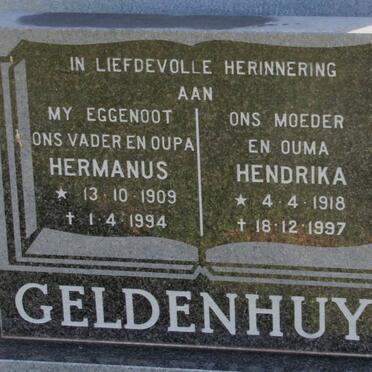 IN LIEFDEVOLLE HERINNERING
AAN
MY EGGENOOT
ONS VADER EN OUPA
HERMANUS
★ 13·10·1909
✝ 1·4·1994
ONS MOEDER
EN OUMA
HENDRIKA
★ 4·4·1918
✝ 18·12·1997
GELDENHUY